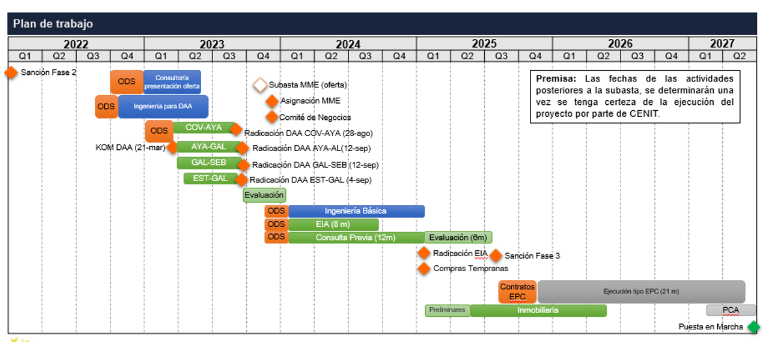 Plan de trabajo
2022 2023 2024 2025 2026 2027
Q1 Q2 Q3 Q4 Q1 Q2 Q3 Q4 Q1 Q2 Q3 Q4 Q1 Q2 Q3 Q4 Q1 Q2 Q3 Q4 Q1 Q2
Sanción Fase 2
ODS
Consultoría
presentación oferta
Subasta MME (oferta)
Premisa: Las fechas de las actividades
posteriores a la subasta, se determinarán una
vez se tenga certeza de la ejecución del
proyecto por parte de CENIT.
ODS
Ingeniería para DAA
Asignación MME
Comité de Negocios
ODS
COV-AYA
Radicación DAA COV-AYA (28-ago)
KOM DAA (21-mar)
AYA-GAL
Radicación DAA AYA-AL(12-sep)
GAL-SEB
Radicación DAA GAL-SEB (12-sep)
EST-GAL
Radicación DAA EST-GAL (4-sep)
Evaluación
ODS
Ingeniería Básica
ODS
EIA (8 m)
ODS
Consulta Previa (12m)
Evaluación (6m)
Radicación EIA
Sanción Fase 3
Compras Tempranas
Contratos
EPC
Ejecución tipo EPC (21 m)
Preliminares
Inmobiliaria
PCA
Puesta en Marcha